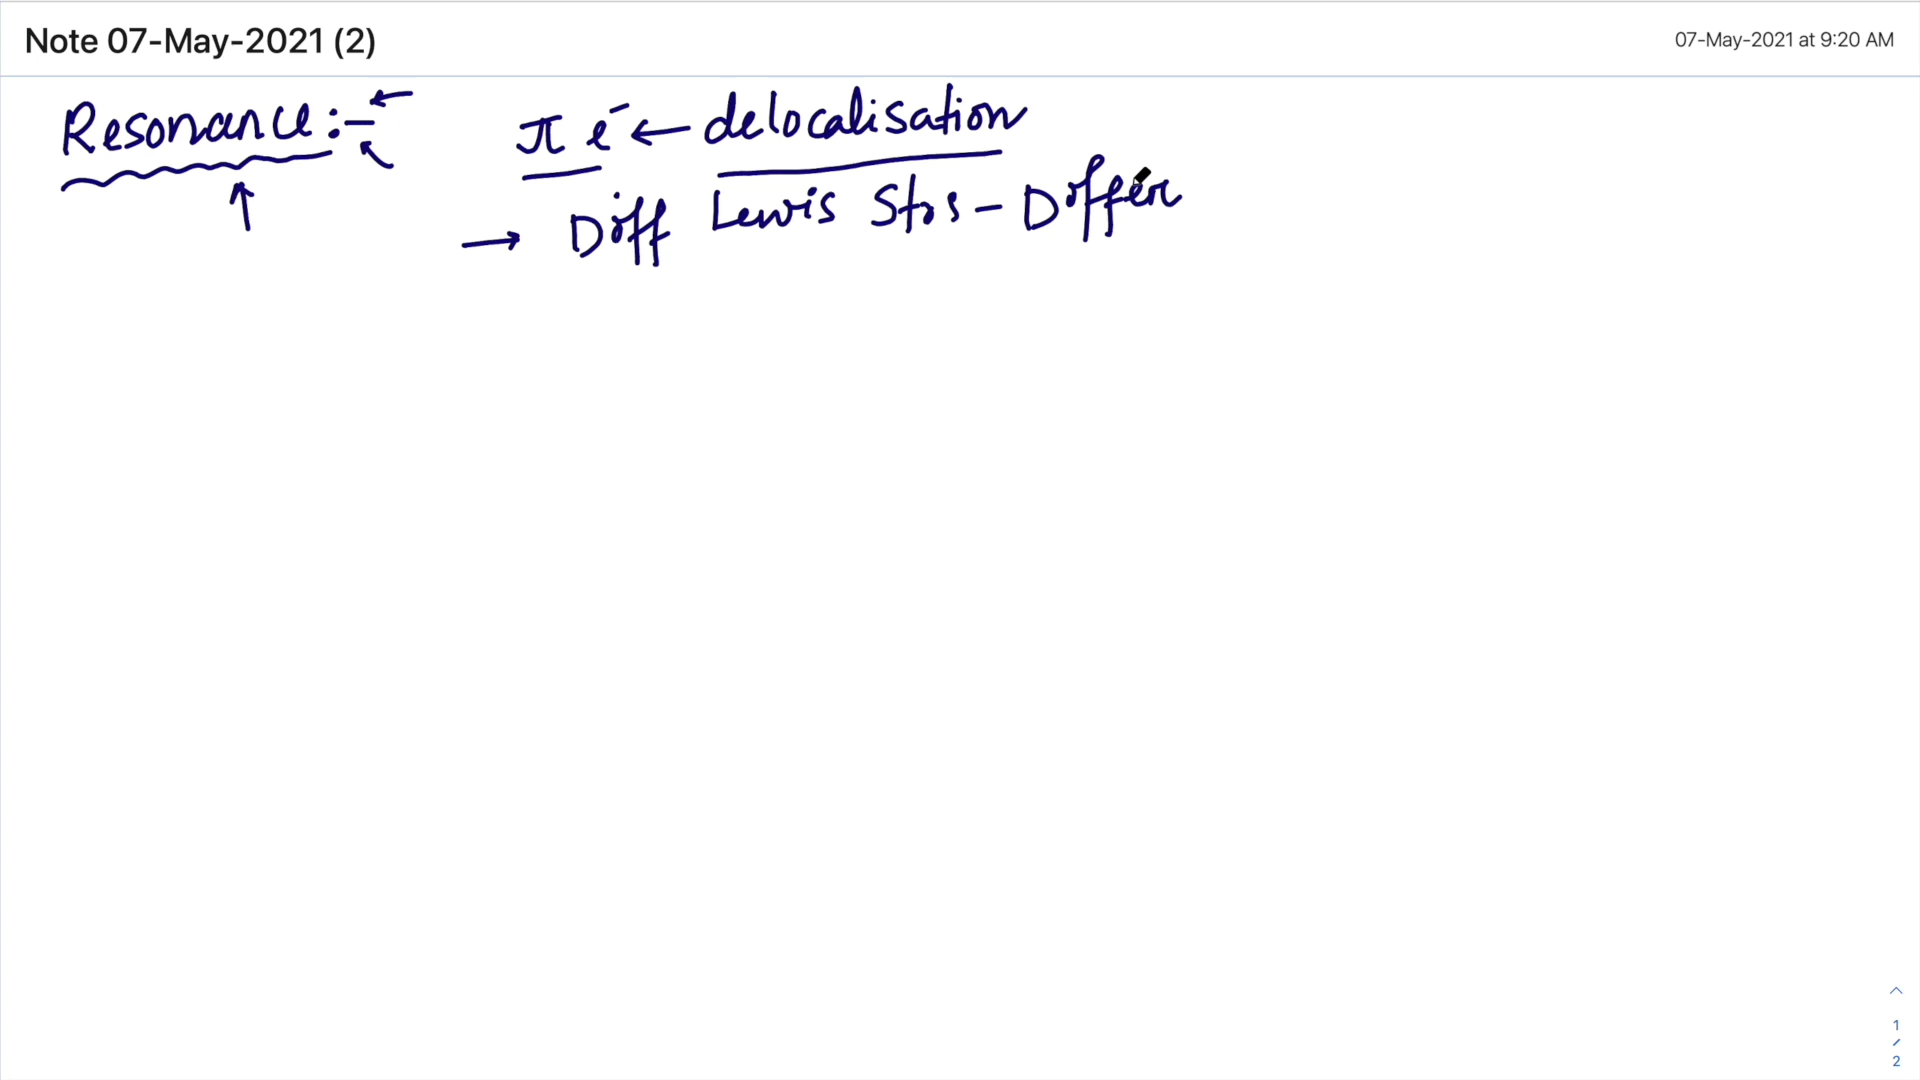 Note 07-May-2021 (2)
07-May-2021 at 9:20 AM
Resonance :- π e⁻ ← delocalisation
→ Diff Lewis Strs - Differ
1
/
2